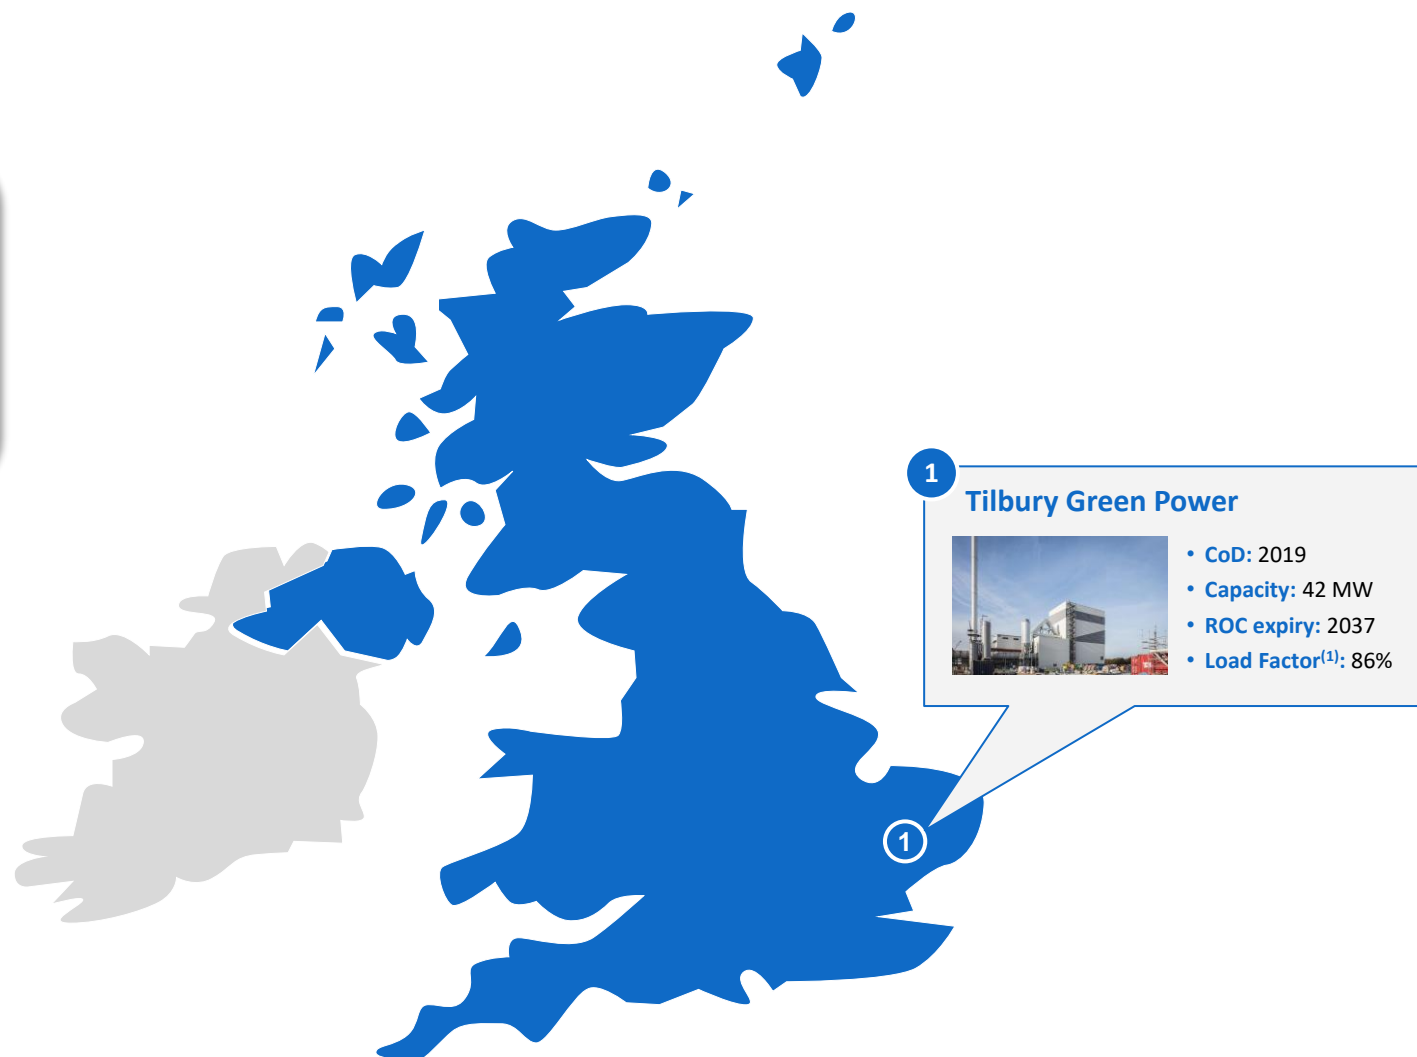 1
Tilbury Green Power
• CoD: 2019
• Capacity: 42 MW
• ROC expiry: 2037
• Load Factor(1): 86%
1